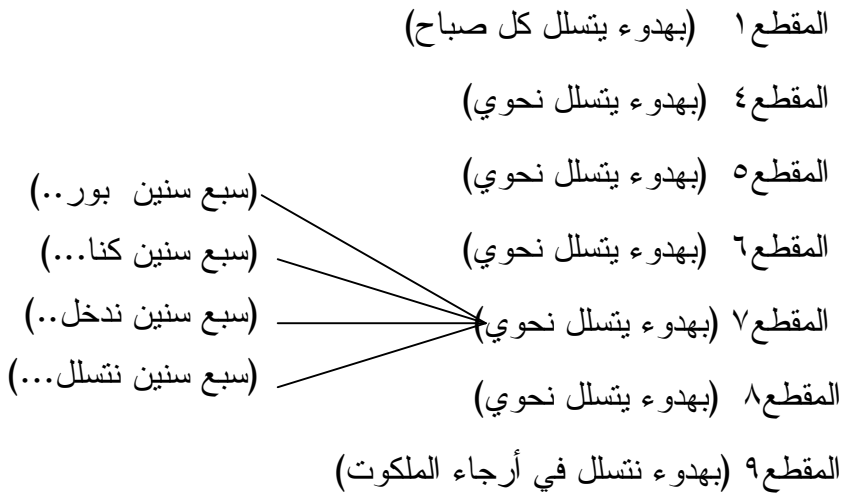 المقطع١ (بهدوء يتسلل كل صباح)
المقطع٤ (بهدوء يتسلل نحوي)
المقطع٥ (بهدوء يتسلل نحوي)
(سبع سنين بور..)
المقطع٦ (بهدوء يتسلل نحوي)
(سبع سنين كنا...)
المقطع٧ (بهدوء يتسلل نحوي)
(سبع سنين ندخل..)
المقطع٨ (بهدوء يتسلل نحوي)
(سبع سنين نتسلل...)
المقطع٩ (بهدوء نتسلل في أرجاء الملكوت)